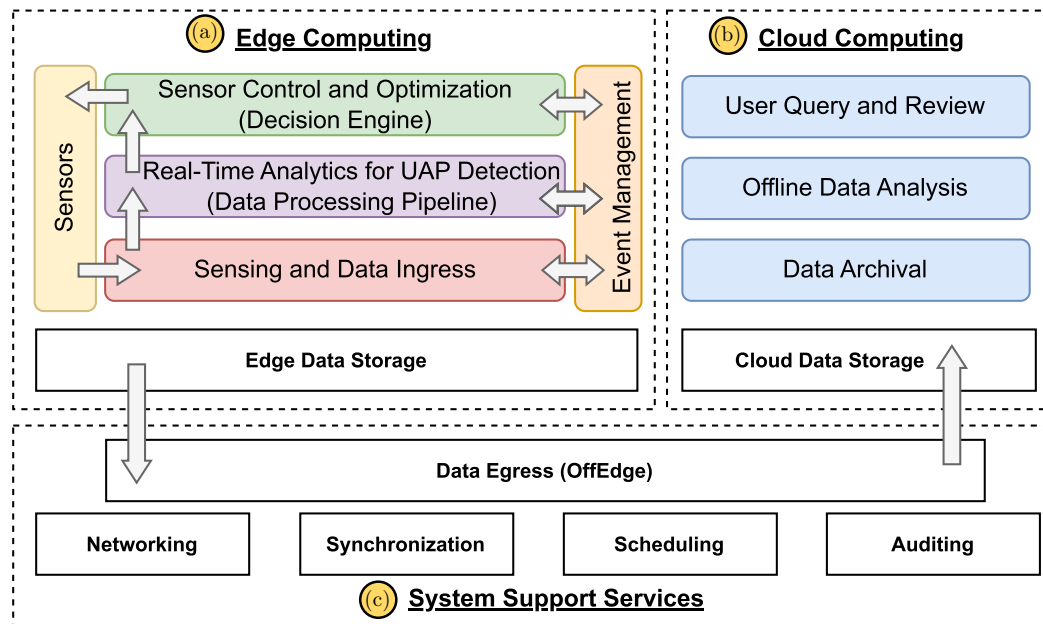 (a) Edge Computing
Sensors
Sensor Control and Optimization
(Decision Engine)
Real-Time Analytics for UAP Detection
(Data Processing Pipeline)
Sensing and Data Ingress
Event Management
Edge Data Storage
(b) Cloud Computing
User Query and Review
Offline Data Analysis
Data Archival
Cloud Data Storage
Data Egress (OffEdge)
Networking
Synchronization
Scheduling
Auditing
(c) System Support Services